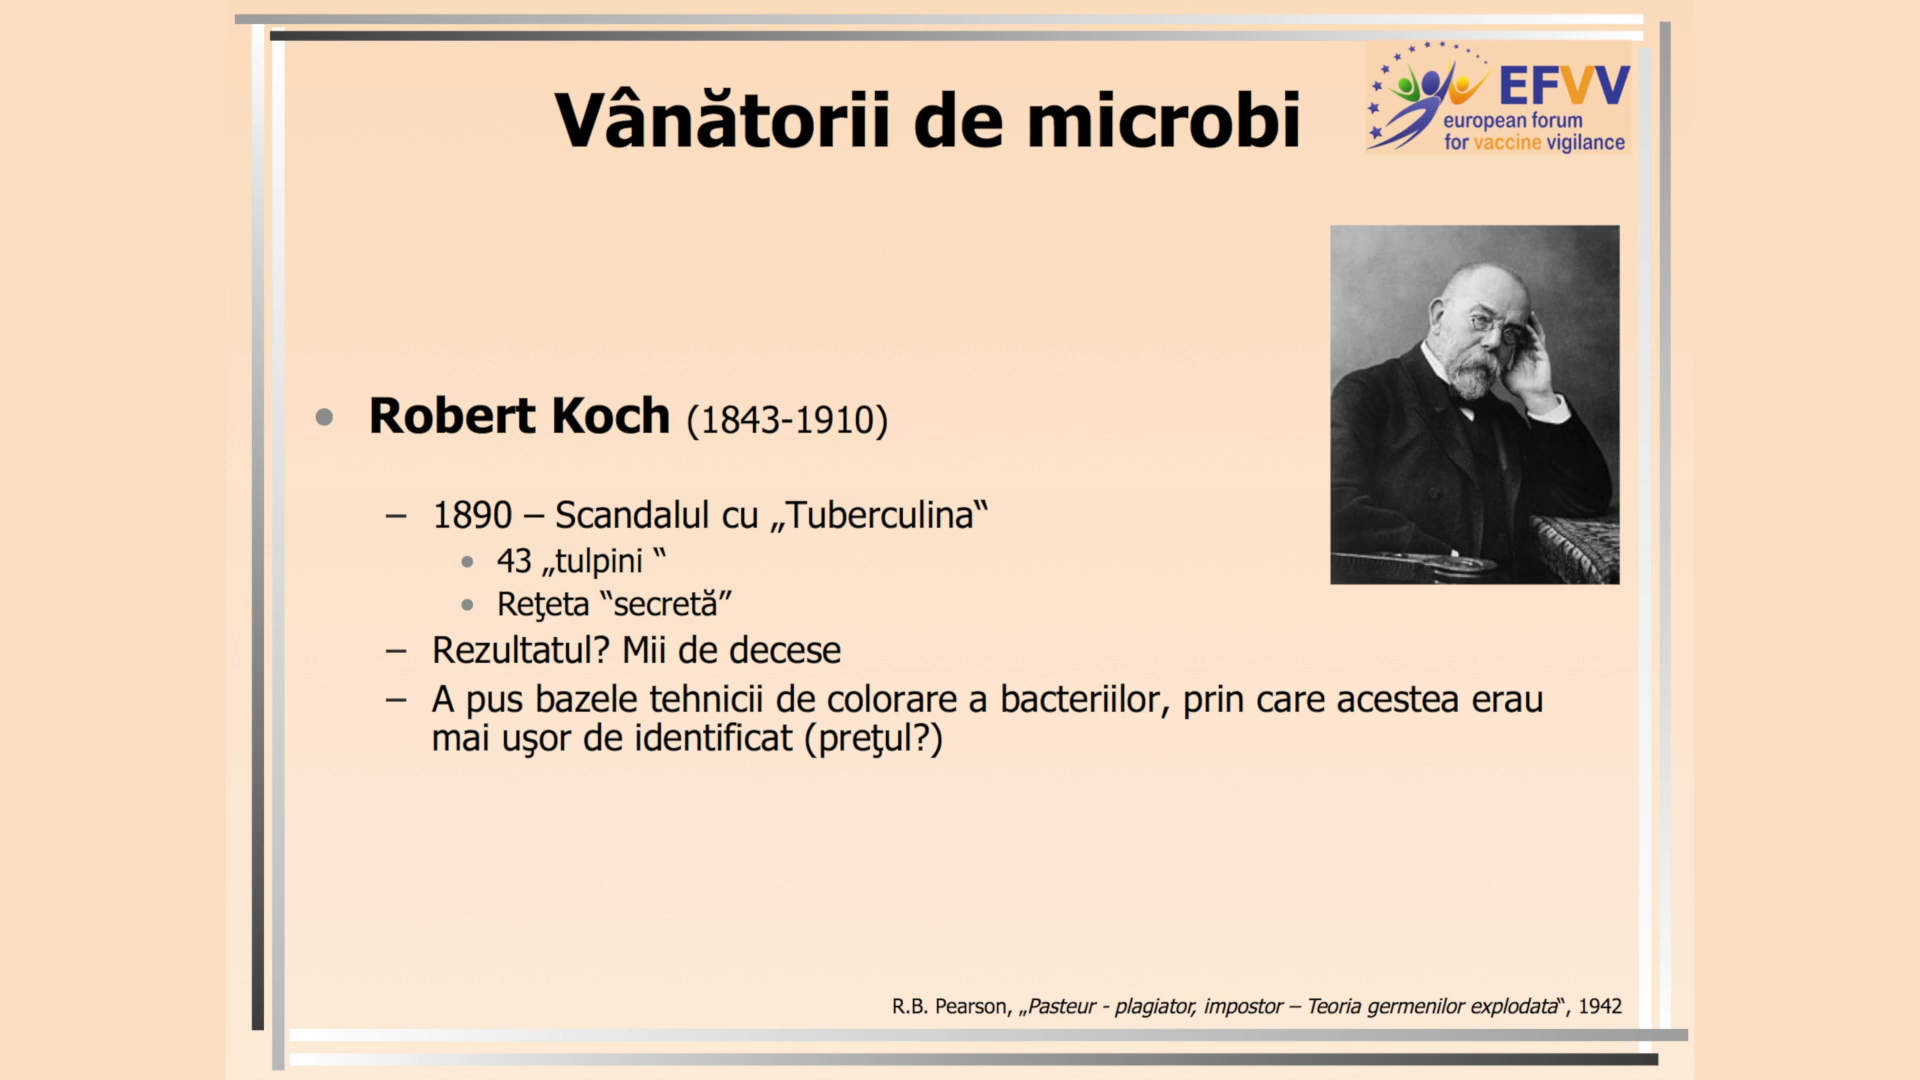 Vânătorii de microbi
EFVV
european forum
for vaccine vigilance
• Robert Koch (1843-1910)
– 1890 – Scandalul cu „Tuberculina“
• 43 „tulpini “
• Reţeta “secretă”
– Rezultatul? Mii de decese
– A pus bazele tehnicii de colorare a bacteriilor, prin care acestea erau
mai uşor de identificat (preţul?)
R.B. Pearson, „Pasteur - plagiator, impostor – Teoria germenilor explodata“, 1942